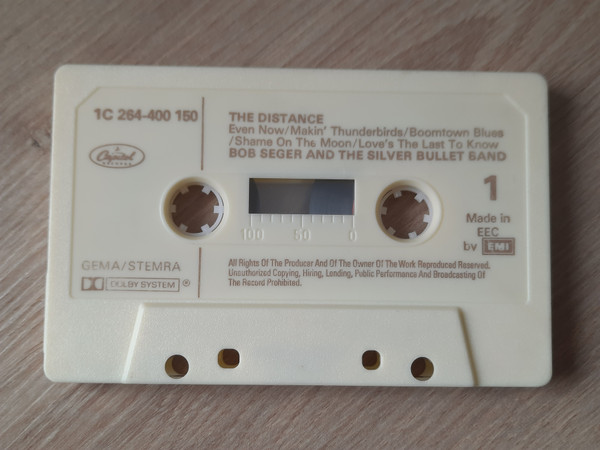 1C 264-400 150
THE DISTANCE
Even Now/Makin' Thunderbirds/Boomtown Blues
/Shame On The Moon/Love's The Last To Know
BOB SEGER AND THE SILVER BULLET BAND
Capitol
RECORDS
1
100 50 0
Made in
EEC
by EMI
GEMA/STEMRA
DOLBY SYSTEM ®
All Rights Of The Producer And Of The Owner Of The Work Reproduced Reserved.
Unauthorized Copying, Hiring, Lending, Public Performance And Broadcasting Of
The Record Prohibited.